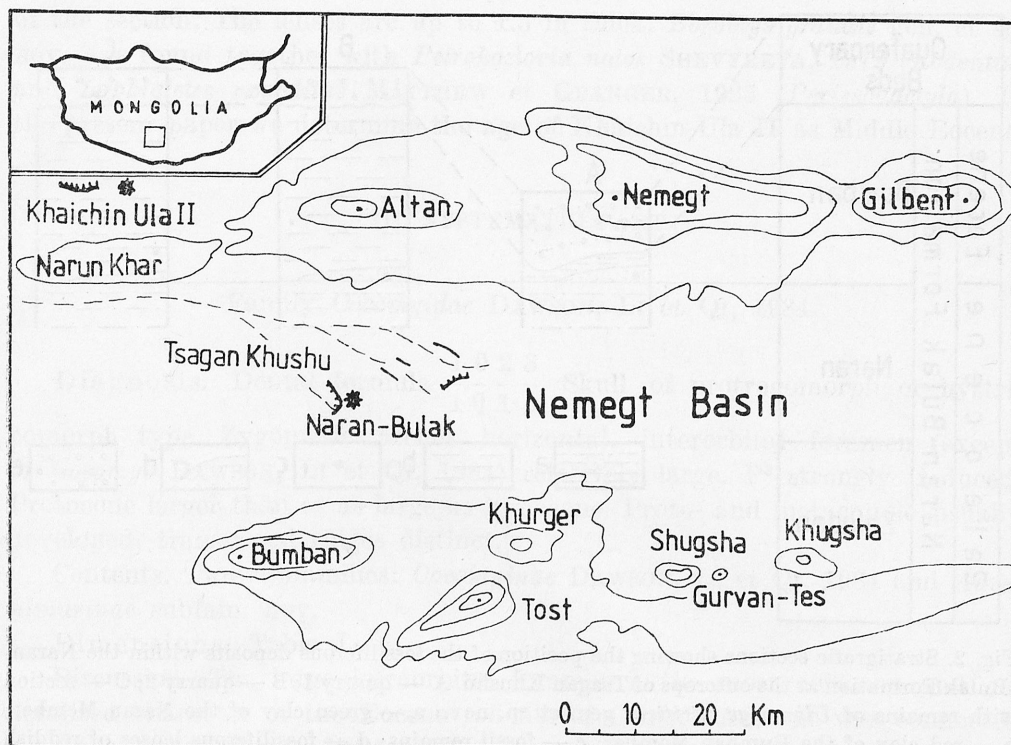 MONGOLIA
Khaichin Ula II
Altan
Nemegt
Gilbent
Narun Khar
Tsagan Khushu
Naran-Bulak
Nemegt Basin
Khurger
Bumban
Shugsha
Khugsha
Gurvan-Tes
Tost
0 10 20 Km